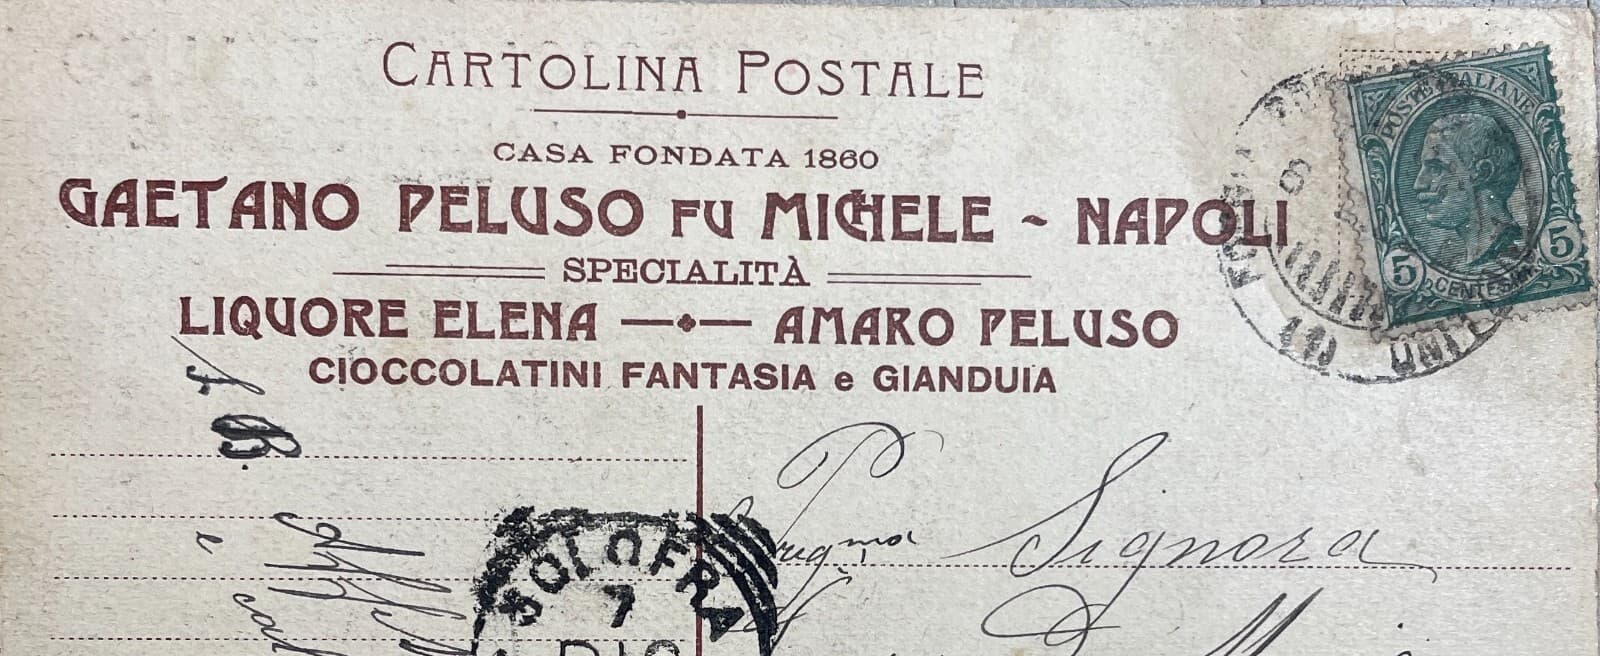 CARTOLINA POSTALE
CASA FONDATA 1860
GAETANO PELUSO FU MICHELE - NAPOLI
SPECIALITÀ
LIQUORE ELENA — AMARO PELUSO
CIOCCOLATINI FANTASIA e GIANDUIA
POSTE ITALIANE
5 CENTESIMI 5
Signora
SOLOFRA
7
DIC
e